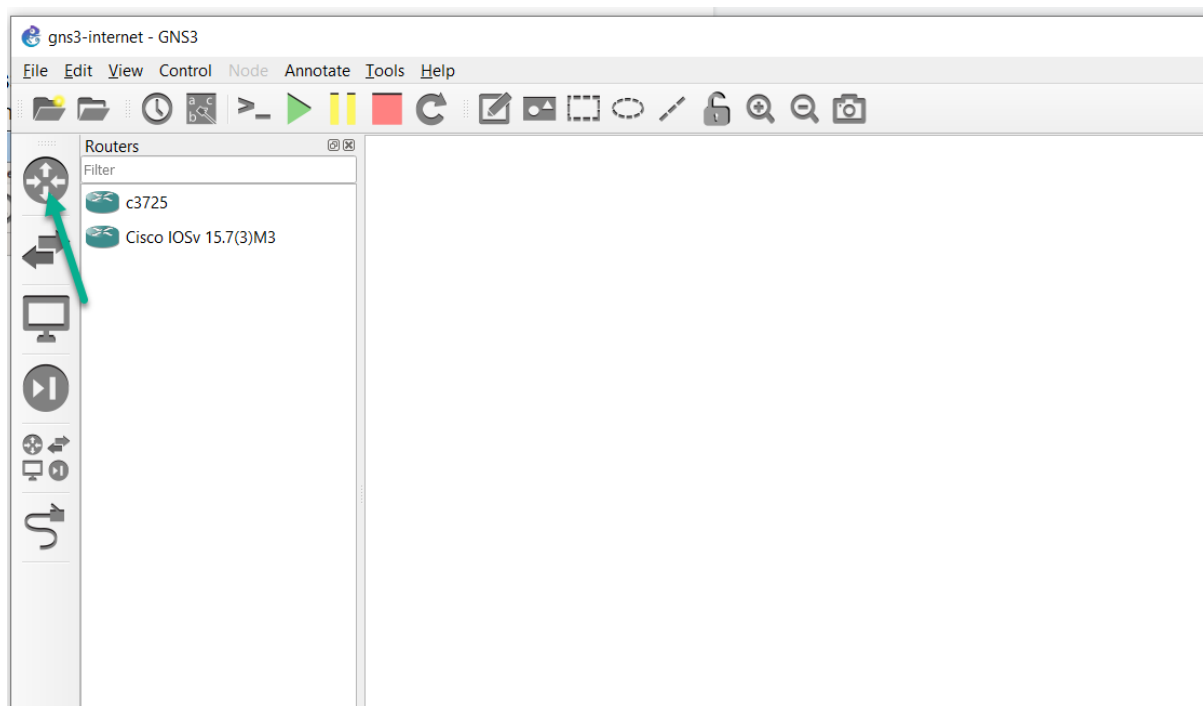 gns3-internet - GNS3
File Edit View Control Node Annotate Tools Help
a c
b
Routers
Filter
c3725
Cisco IOSv 15.7(3)M3